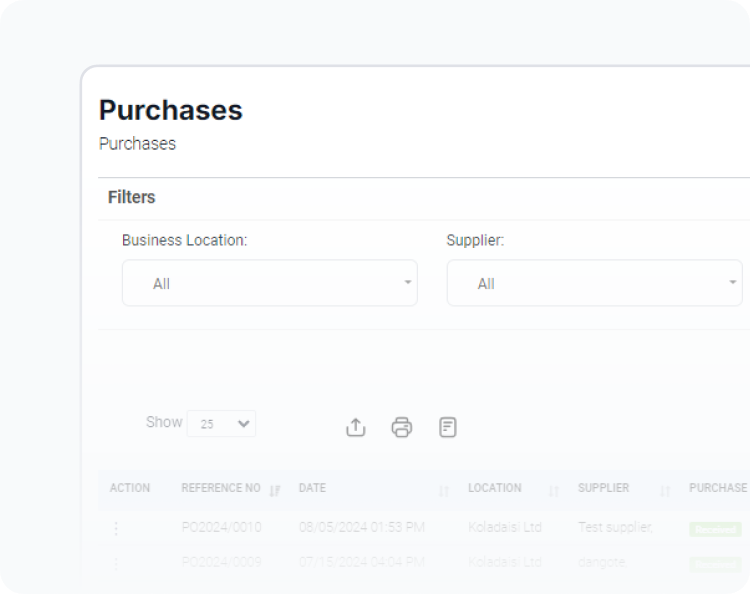 Purchases
Purchases
Filters
Business Location: Supplier:
All All
Show 25
ACTION REFERENCE NO DATE LOCATION SUPPLIER PURCHASE
PO2024/0010 08/05/2024 01:53 PM Koladaisi Ltd Test supplier,
PO2024/0009 07/15/2024 04:04 PM Koladaisi Ltd dangote,